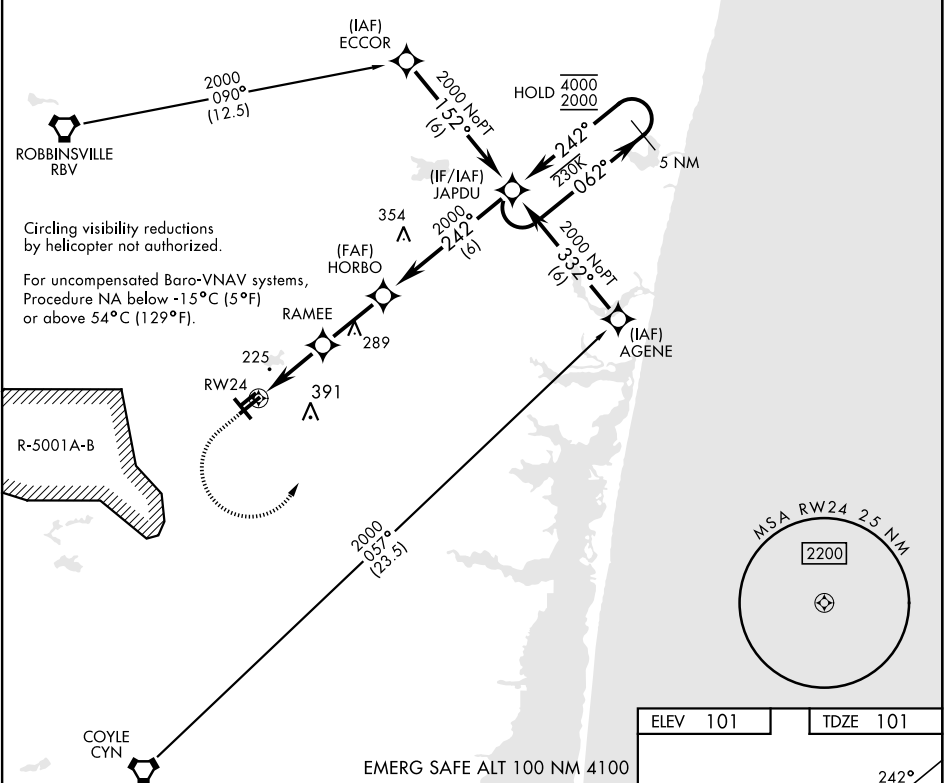 (IAF)
ECCOR
2000
090°
(12.5)
ROBBINSVILLE
RBV
2000 NoPT
152°
(6)
HOLD 4000
2000
242°
230K
062°
5 NM
(IF/IAF)
JAPDU
Circling visibility reductions
by helicopter not authorized.
For uncompensated Baro-VNAV systems,
Procedure NA below -15°C (5°F)
or above 54°C (129°F).
354
2000
242°
(6)
(FAF)
HORBO
2000 NoPT
332°
(6)
RAMEE
289
(IAF)
AGENE
225
RW24
391
R-5001A-B
2000
057°
(23.5)
MSA RW24 25 NM
2200
COYLE
CYN
EMERG SAFE ALT 100 NM 4100
ELEV 101
TDZE 101
242°